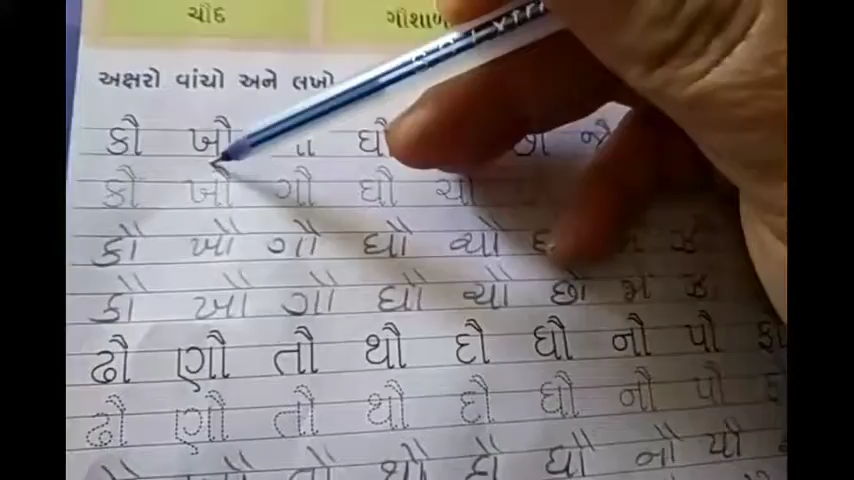 ચૌદ ગૌશાળા
અક્ષરો વાંચો અને લખો
કૌ ખૌ ઘૌ જૌ
કૌ ખૌ ગૌ ઘૌ ચૌ
કૌ ખૌ ગૌ ઘૌ ચૌ
કૌ ખૌ ગૌ ઘૌ ચૌ છૌ
ઢૌ ણૌ તૌ થૌ દૌ ધૌ નૌ પૌ ફૌ
ઢૌ ણૌ તૌ થૌ દૌ ધૌ નૌ પૌ
થૌ દૌ ધૌ નૌ પૌ